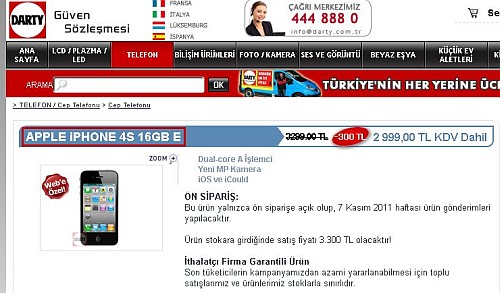 DARTY
Güven
Sözleşmesi
FRANSA
İTALYA
LÜKSEMBURG
İSPANYA
ÇAĞRI MERKEZİMİZ
444 888 0
info@darty.com.tr
Se
ANA SAYFA
LCD / PLAZMA / LED
TELEFON
BİLİŞİM ÜRÜNLERİ
FOTO / KAMERA
SES VE GÖRÜNTÜ
BEYAZ EŞYA
KÜÇÜK EV ALETLERİ
ARAMA
OK
DARTY
TÜRKİYE'NİN HER YERİNE ÜC
> TELEFON / Cep Telefonu > Cep Telefonu
APPLE iPHONE 4S 16GB E
3299,00 TL
-300 TL
2 999,00 TL KDV Dahil
ZOOM
Web'e Özel!
Dual-core A İşlemci
Yeni MP Kamera
iOS ve iCould
ÖN SİPARİŞ:
Bu ürün yalnızca ön siparişe açık olup, 7 Kasım 2011 haftası ürün gönderimleri
yapılacaktır.
Ürün stokara girdiğinde satış fiyatı 3.300 TL olacaktır!
İthalatçı Firma Garantili Ürün
Son tüketicilerin kampanyamızdan azami yararlanabilmesi için toplu
satışlarımız ve ürünlerimiz stoklarla sınırlıdır.